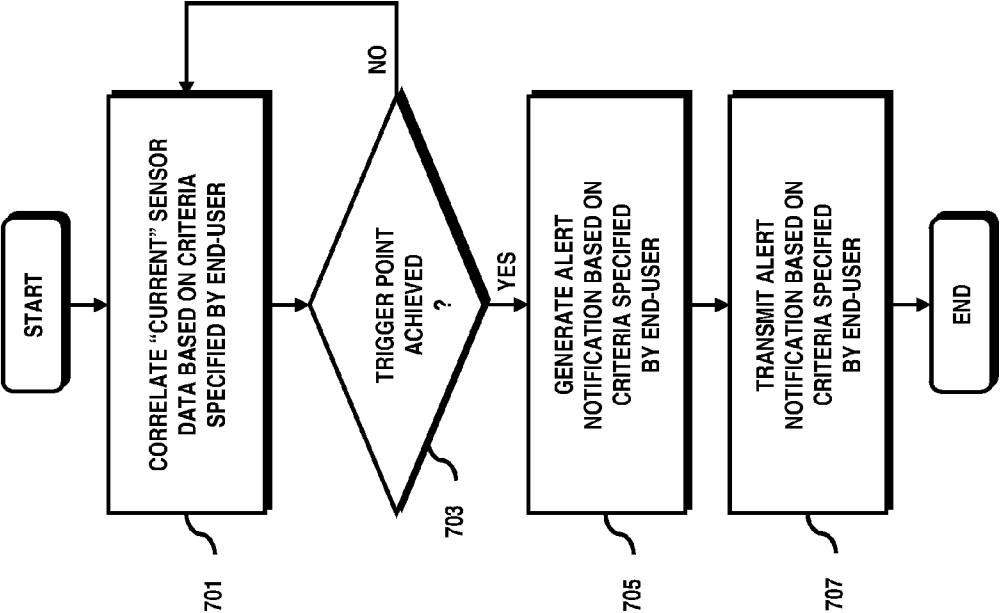 START
CORRELATE “CURRENT” SENSOR
DATA BASED ON CRITERIA
SPECIFIED BY END-USER
701
NO
TRIGGER POINT
ACHIEVED
?
703
YES
GENERATE ALERT
NOTIFICATION BASED ON
CRITERIA SPECIFIED
BY END-USER
705
TRANSMIT ALERT
NOTIFICATION BASED ON
CRITERIA SPECIFIED
BY END-USER
707
END